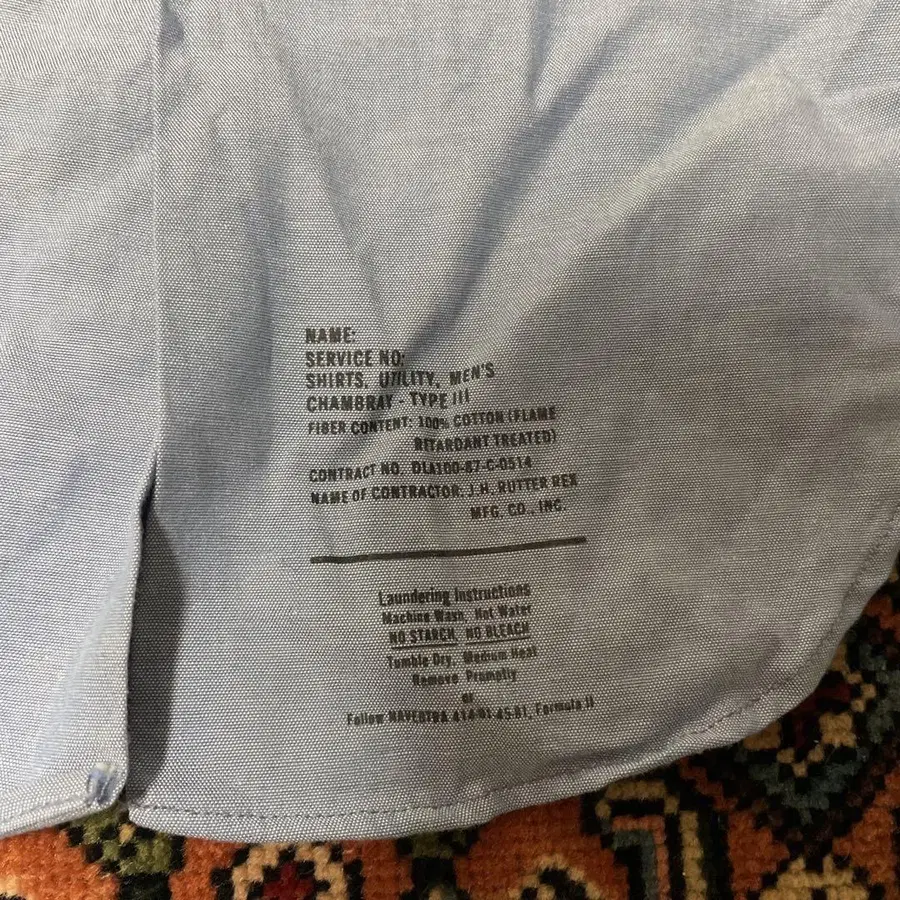 NAME:
SERVICE NO:
SHIRTS, UTILITY, MEN'S
CHAMBRAY - TYPE III
FIBER CONTENT: 100% COTTON (FLAME
RETARDANT TREATED)
CONTRACT NO. DLA100-87-C-0514
NAME OF CONTRACTOR: J.H. RUTTER REX
MFG. CO., INC.
Laundering Instructions
Machine Wash, Hot Water
NO STARCH, NO BLEACH
Tumble Dry, Medium Heat
Remove Promptly
or
Follow 414-01-45-01, Formula II